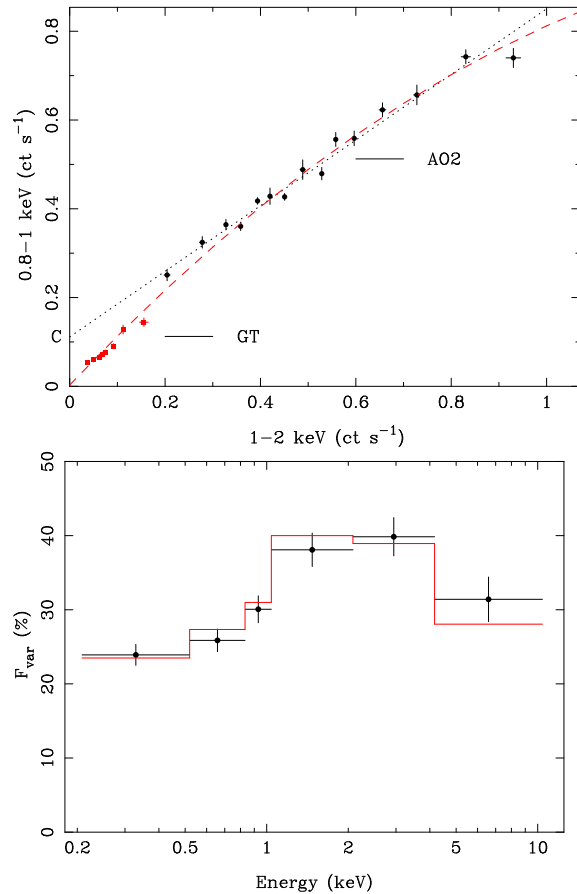 0.8
0.6
0.4
0.2
0
C
0.8−1 keV (ct s⁻¹)
AO2
GT
0 0.2 0.4 0.6 0.8 1
1−2 keV (ct s⁻¹)
50
40
30
20
10
0
F_var (%)
0.2 0.5 1 2 5 10
Energy (keV)